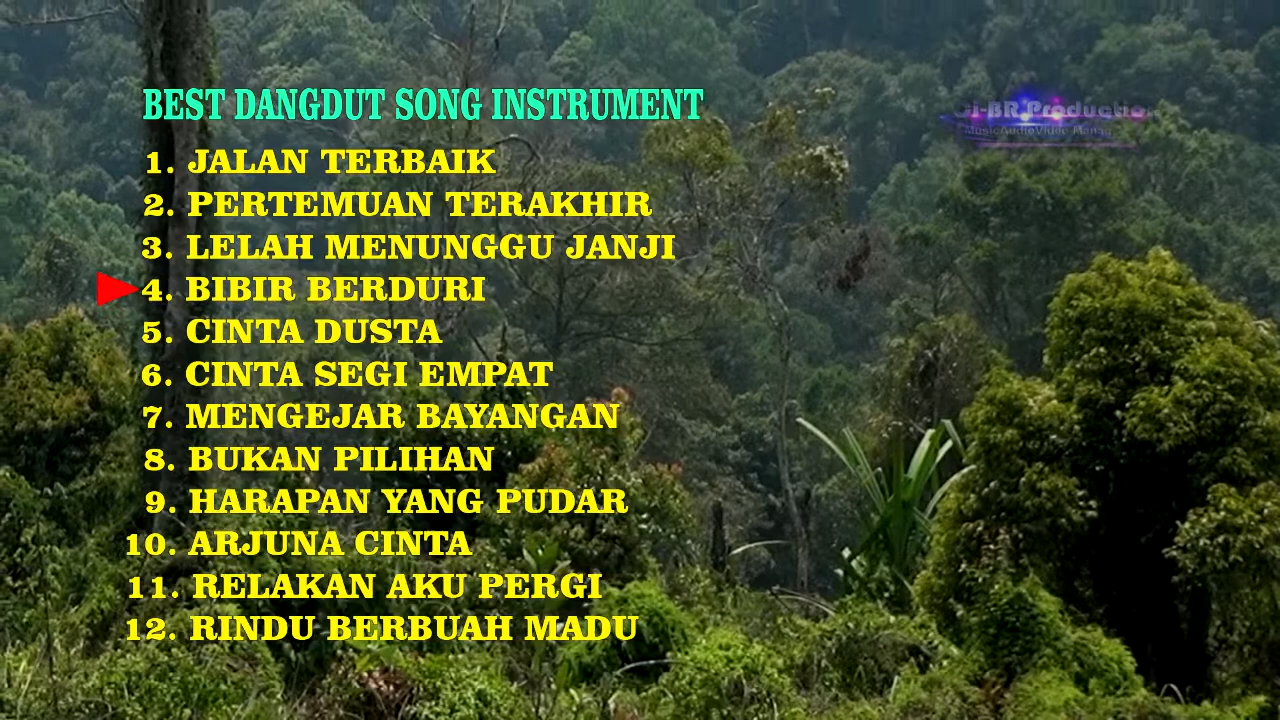 BEST DANGDUT SONG INSTRUMENT
1. JALAN TERBAIK
2. PERTEMUAN TERAKHIR
3. LELAH MENUNGGU JANJI
4. BIBIR BERDURI
5. CINTA DUSTA
6. CINTA SEGI EMPAT
7. MENGEJAR BAYANGAN
8. BUKAN PILIHAN
9. HARAPAN YANG PUDAR
10. ARJUNA CINTA
11. RELAKAN AKU PERGI
12. RINDU BERBUAH MADU
Production
MusicAudioVideo